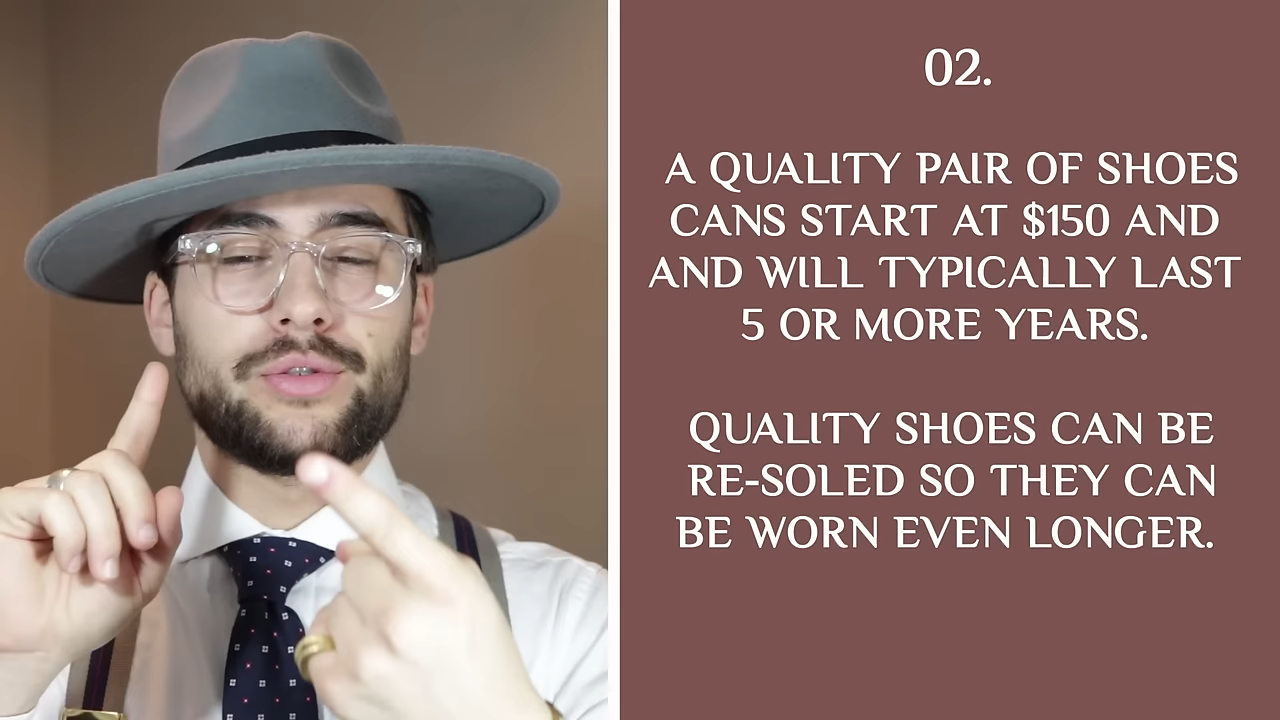 02.
A QUALITY PAIR OF SHOES
CANS START AT $150 AND
AND WILL TYPICALLY LAST
5 OR MORE YEARS.
QUALITY SHOES CAN BE
RE-SOLED SO THEY CAN
BE WORN EVEN LONGER.